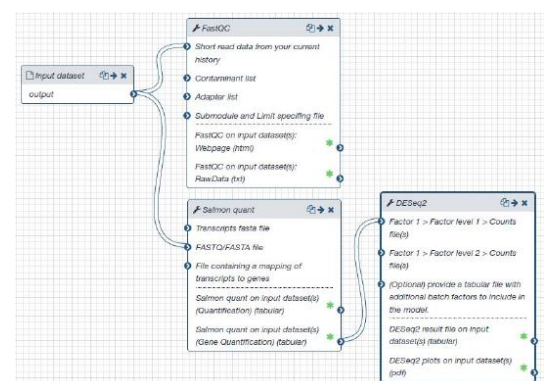 FastQC
Short read data from your current
history
Contaminant list
Adapter list
Submodule and Limit specifing file
FastQC on input dataset(s):
Webpage (html)
FastQC on input dataset(s):
RawData (txt)
Input dataset
output
Salmon quant
Transcripts fasta file
FASTQ/FASTA file
File containing a mapping of
transcripts to genes
Salmon quant on input dataset(s)
(Quantification) (tabular)
Salmon quant on input dataset(s)
(Gene Quantification) (tabular)
DESeq2
Factor 1 > Factor level 1 > Counts
file(s)
Factor 1 > Factor level 2 > Counts
file(s)
(Optional) provide a tabular file with
additional batch factors to include in
the model.
DESeq2 result file on input
dataset(s) (tabular)
DESeq2 plots on input dataset(s)
(pdf)